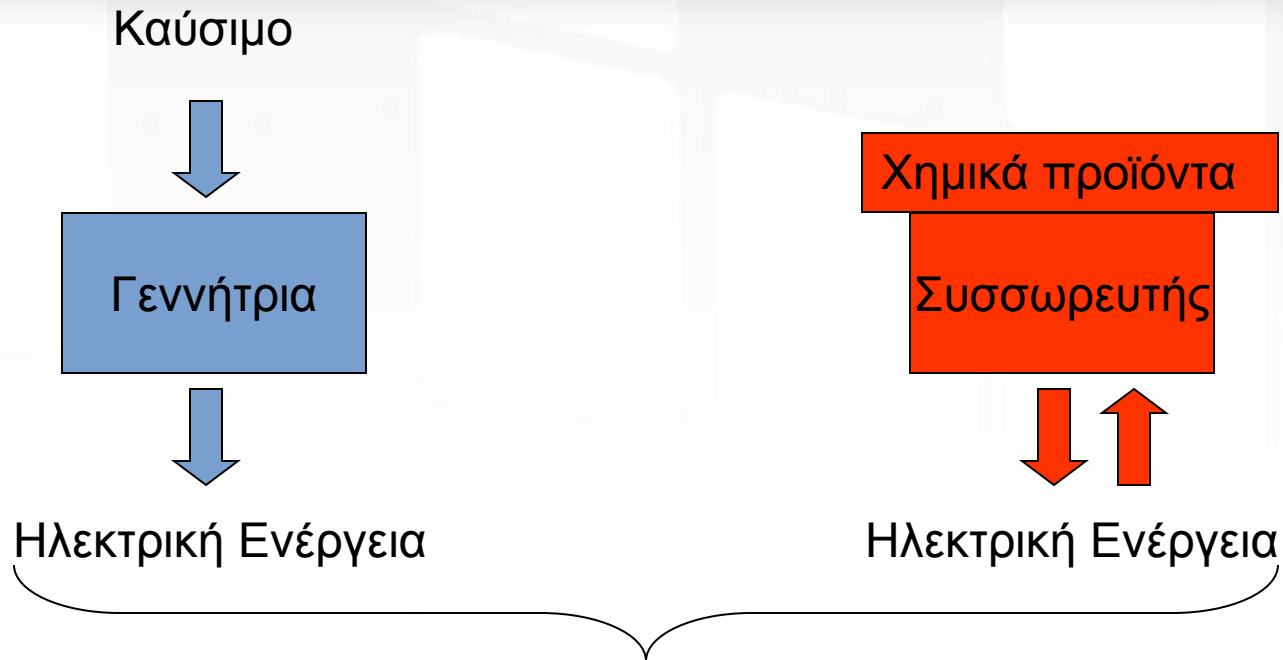 Καύσιμο
Χημικά προϊόντα
Γεννήτρια
Συσσωρευτής
Ηλεκτρική Ενέργεια
Ηλεκτρική Ενέργεια